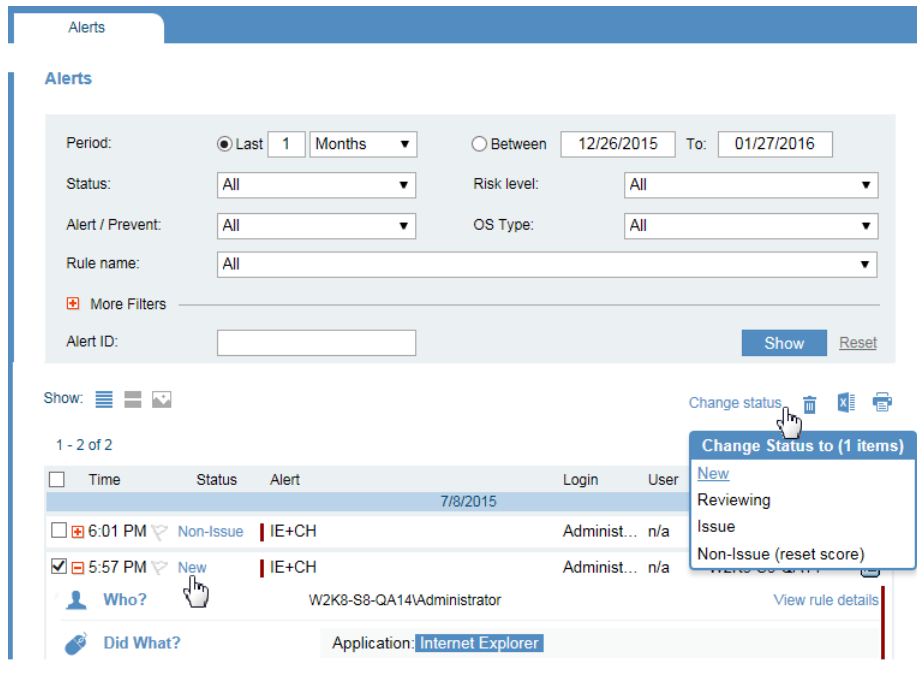 Alerts
Alerts
Period: Last 1 Months Between 12/26/2015 To: 01/27/2016
Status: All Risk level: All
Alert / Prevent: All OS Type: All
Rule name: All
More Filters
Alert ID: Show Reset
Show: Change status
1 - 2 of 2 Change Status to (1 items)
New
Time Status Alert Login User
7/8/2015 Reviewing
6:01 PM Non-Issue IE+CH Administ... n/a Issue
Non-Issue (reset score)
5:57 PM New IE+CH Administ... n/a
Who? W2K8-S8-QA14\Administrator View rule details
Did What? Application: Internet Explorer